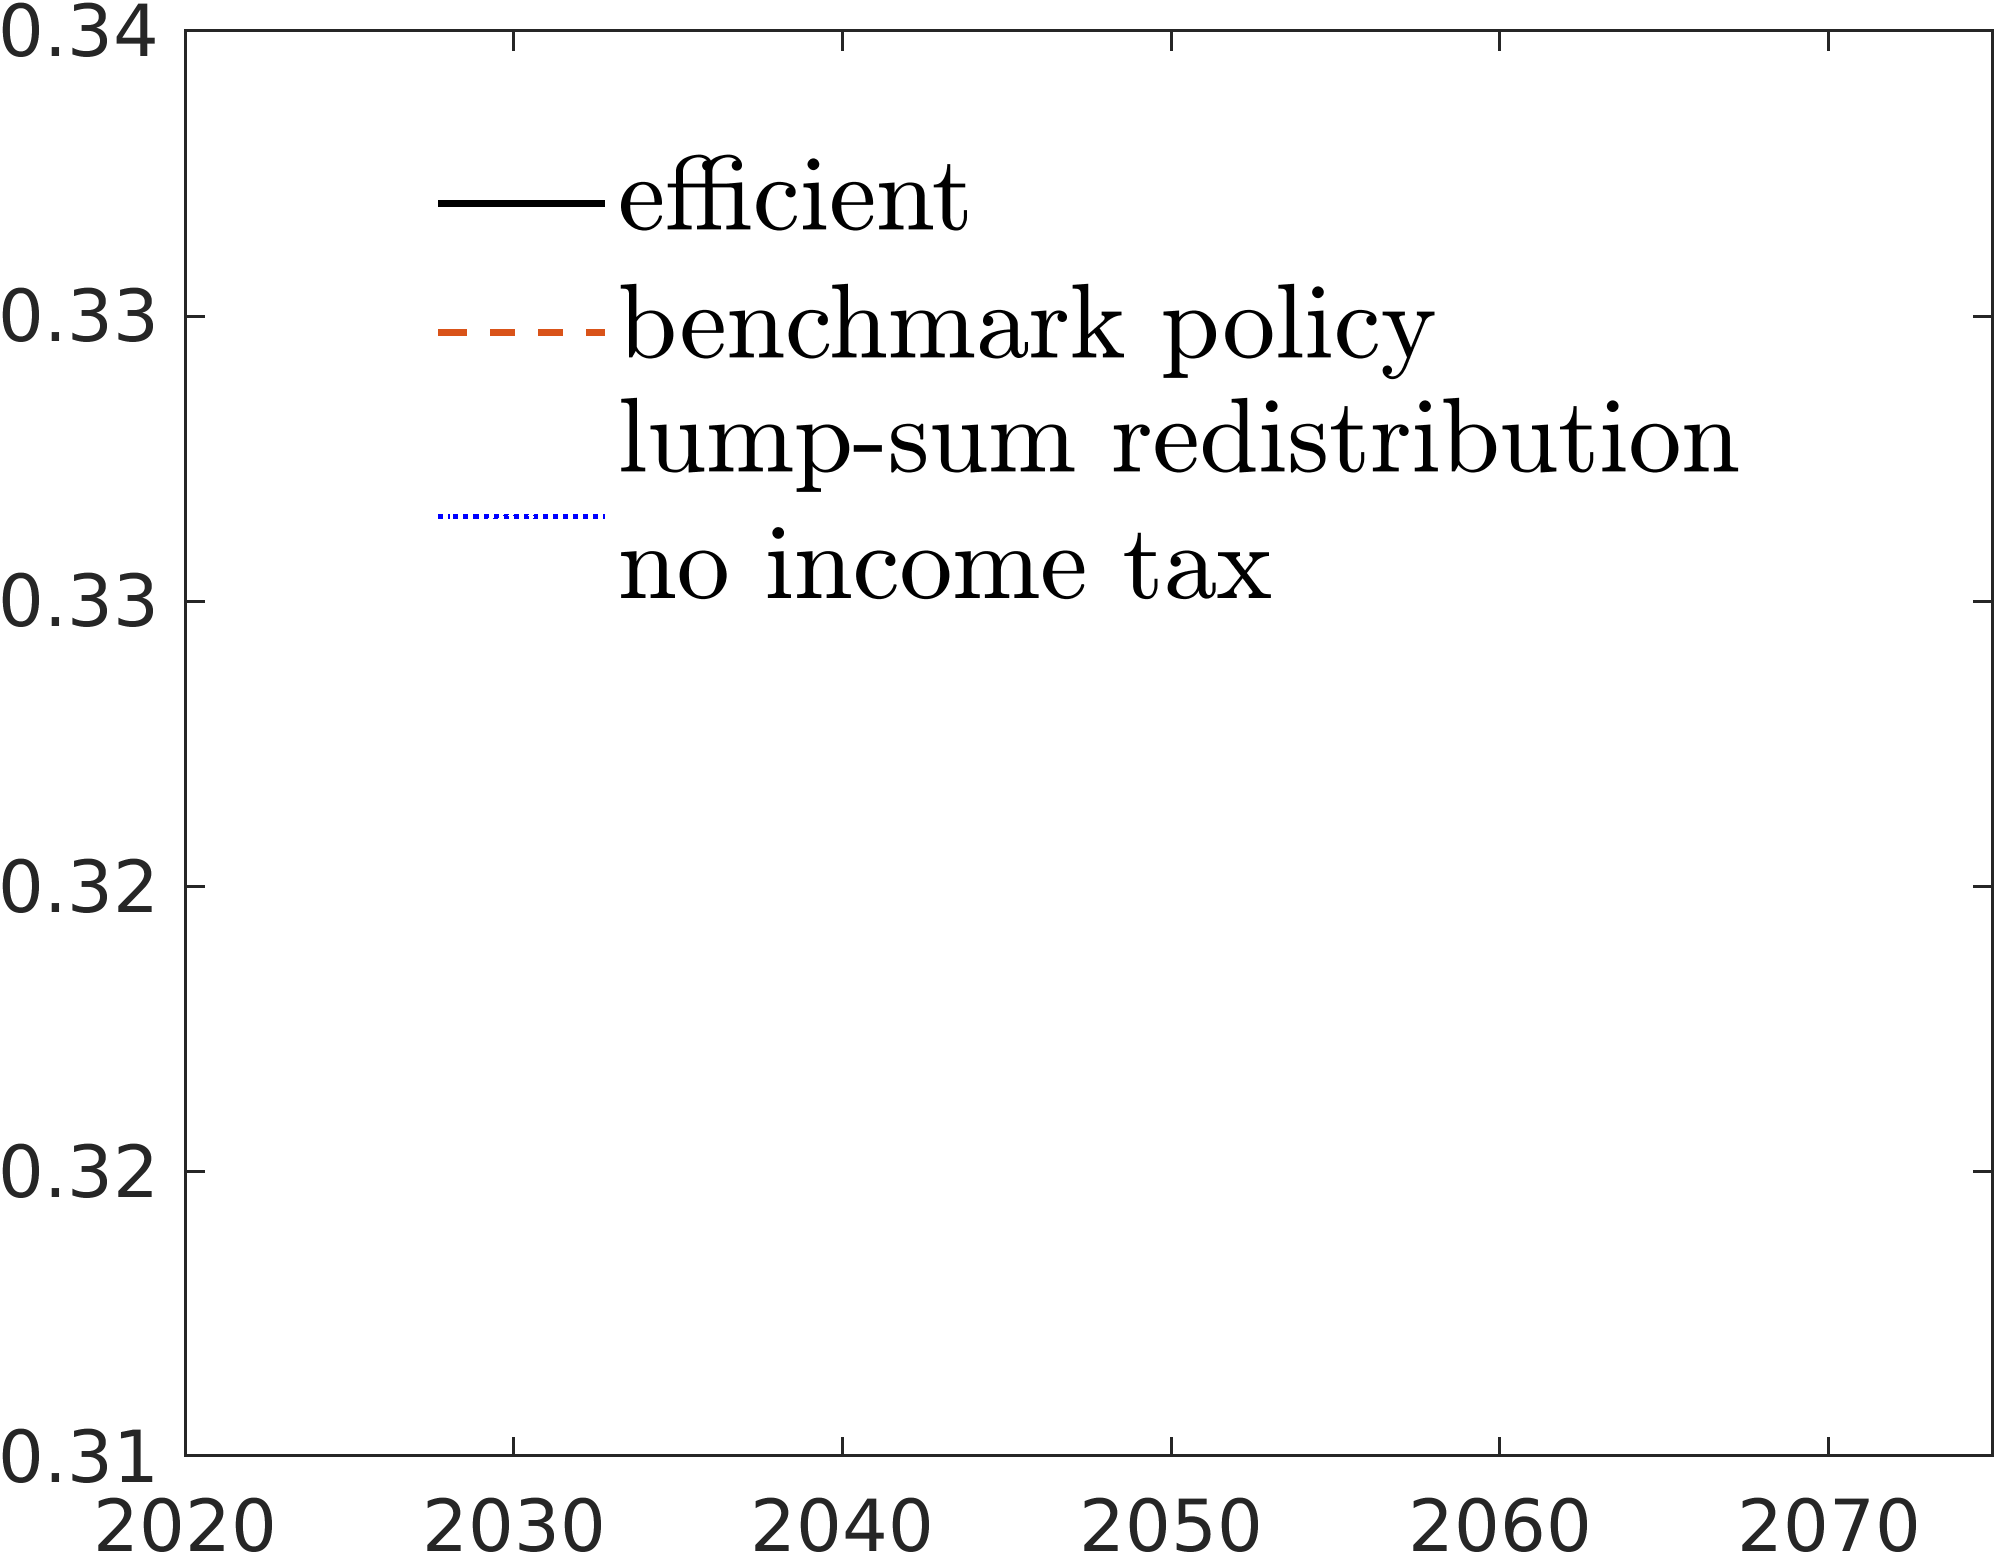 0.34
efficient
0.33
benchmark policy
lump-sum redistribution
no income tax
0.33
0.32
0.32
0.31
2020 2030 2040 2050 2060 2070